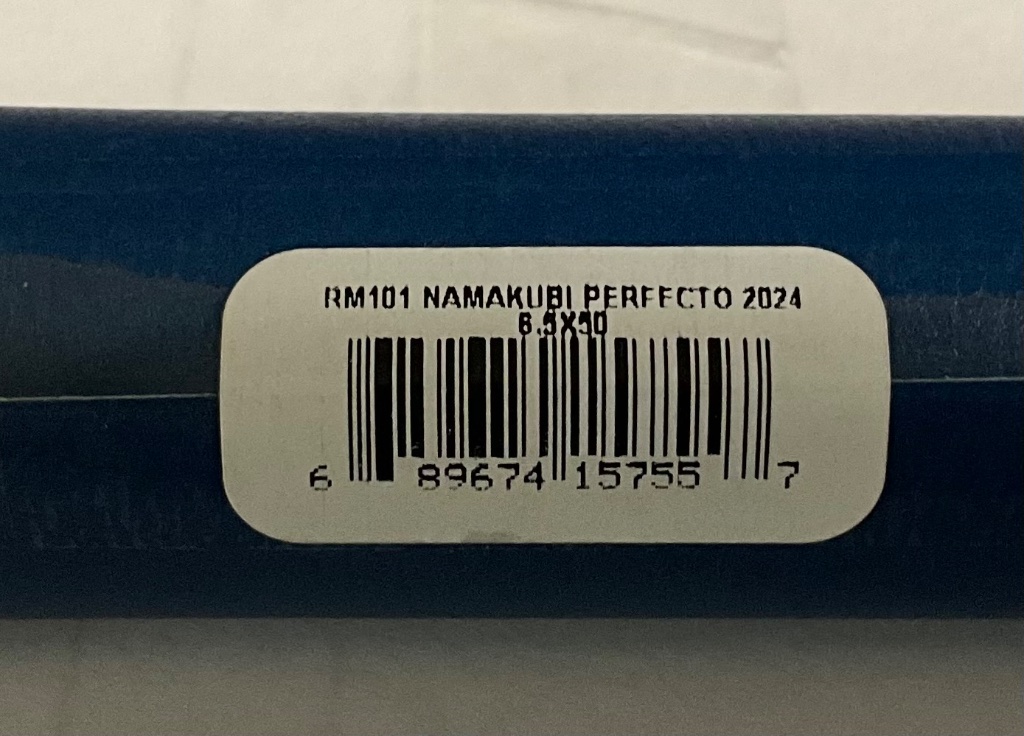 RM101 NAMAKUBI PERFECTO 2024
6.5X50
6 89674 15755 7